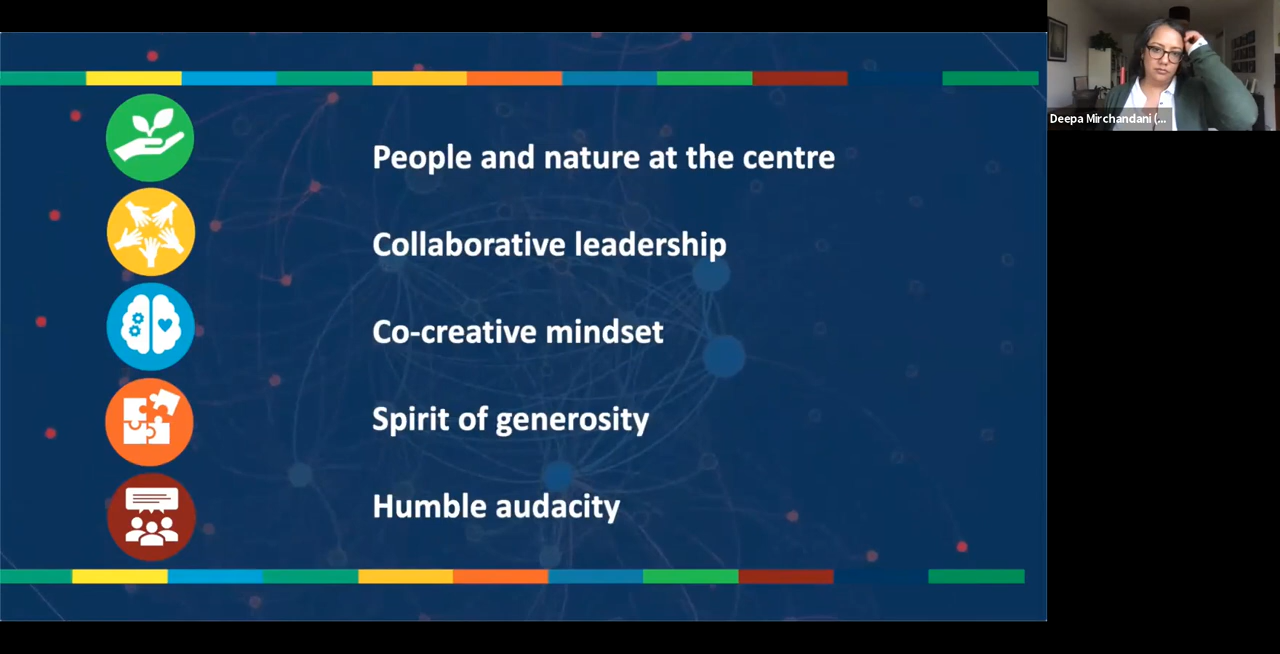 People and nature at the centre
Collaborative leadership
Co-creative mindset
Spirit of generosity
Humble audacity
Deepa Mirchandani (...